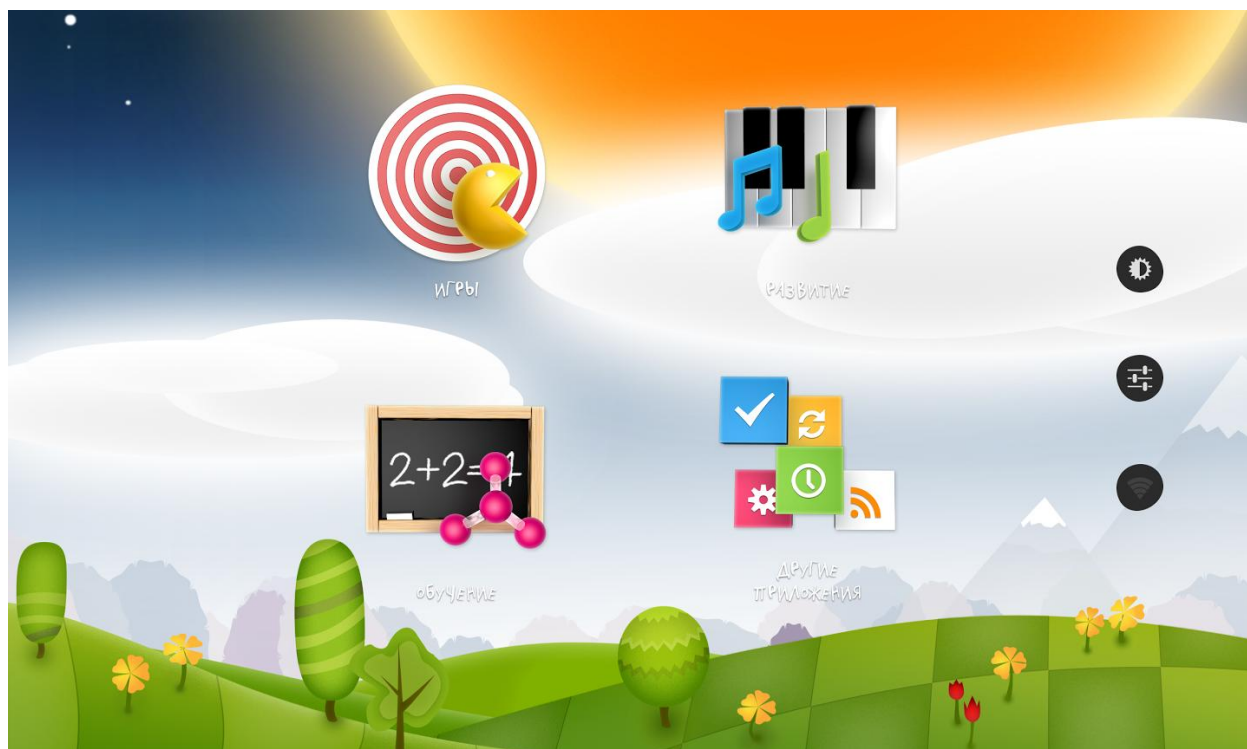 ИГРЫ
РАЗВИТИЕ
2+2=4
ОБУЧЕНИЕ
ДРУГИЕ
ПРИЛОЖЕНИЯ